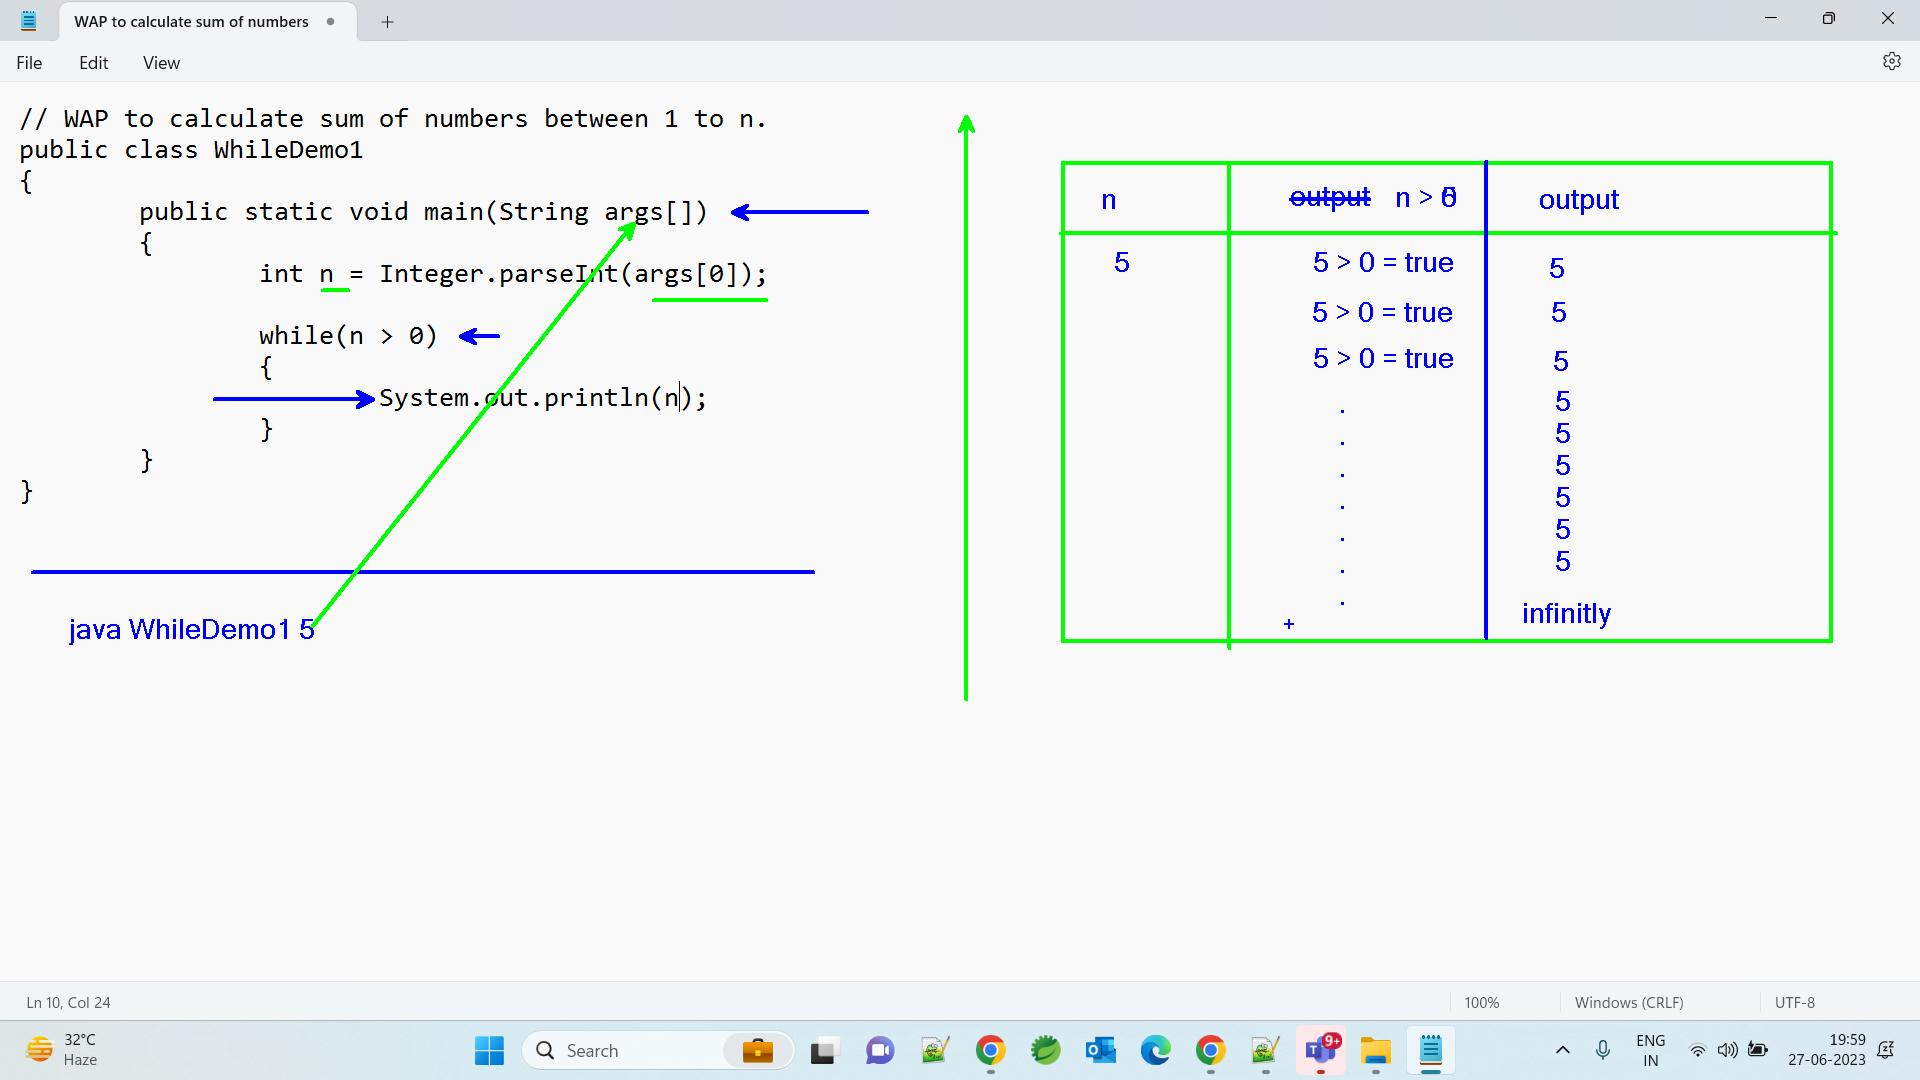 WAP to calculate sum of numbers
File Edit View
// WAP to calculate sum of numbers between 1 to n.
public class WhileDemo1
{
public static void main(String args[])
{
int n = Integer.parseInt(args[0]);
while(n > 0)
{
System.out.println(n);
}
}
}
java WhileDemo1 5
n output n > 0 output
5 5 > 0 = true 5
5 > 0 = true 5
5 > 0 = true 5
. 5
. 5
. 5
. 5
. 5
. 5
. infinitly
Ln 10, Col 24 100% Windows (CRLF) UTF-8
32°C
Haze
Search
9+
ENG
IN
19:59
27-06-2023